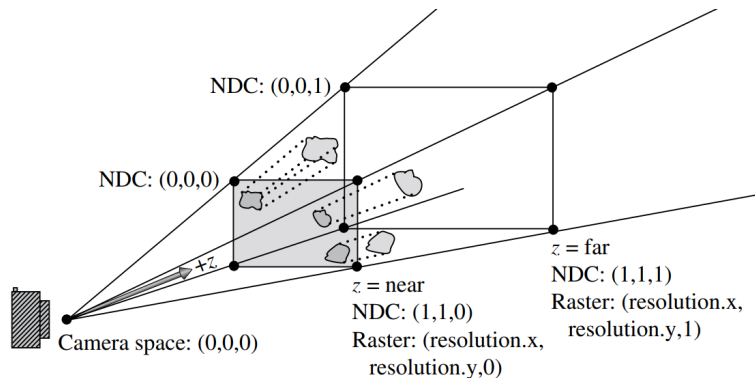 NDC: (0,0,1)
NDC: (0,0,0)
+z
z = far
NDC: (1,1,1)
Raster: (resolution.x,
resolution.y,1)
z = near
NDC: (1,1,0)
Raster: (resolution.x,
resolution.y,0)
Camera space: (0,0,0)